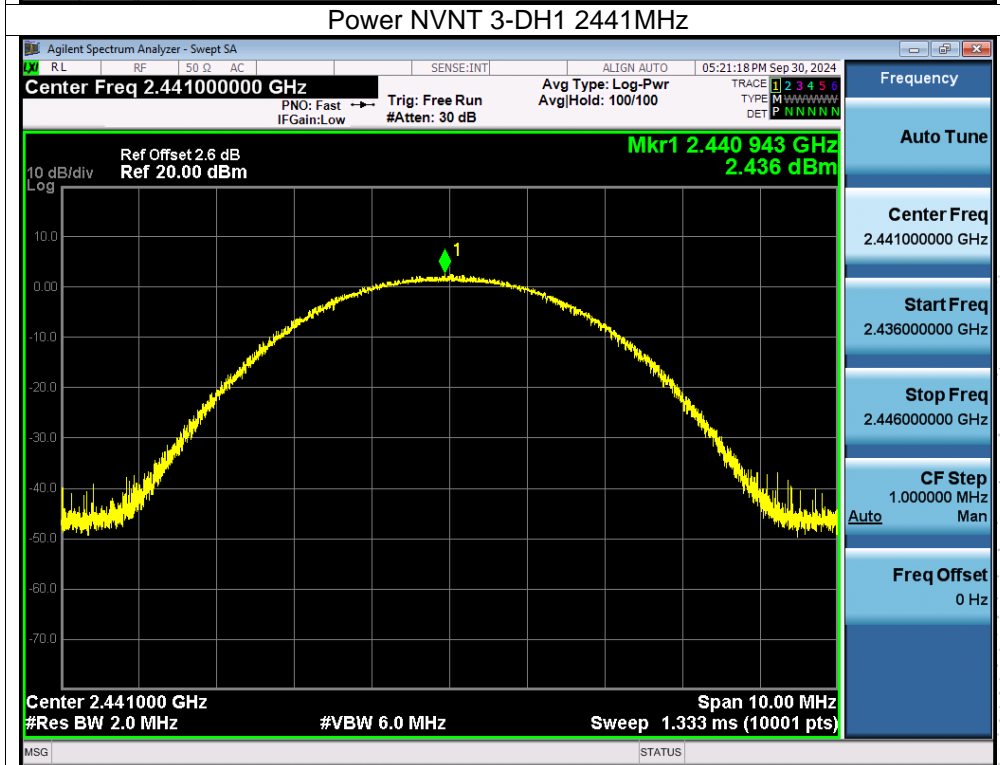 Power NVNT 3-DH1 2441MHz
Agilent Spectrum Analyzer - Swept SA
LXI RL RF 50 Ω AC SENSE:INT ALIGN AUTO 05:21:18 PM Sep 30, 2024
Center Freq 2.441000000 GHz
PNO: Fast
IFGain:Low
Trig: Free Run
#Atten: 30 dB
Avg Type: Log-Pwr
Avg|Hold: 100/100
TRACE 1 2 3 4 5 6
TYPE M WWWWW
DET P N N N N N
Mkr1 2.440 943 GHz
2.436 dBm
Ref Offset 2.6 dB
10 dB/div Ref 20.00 dBm
Log
10.0
0.00
-10.0
-20.0
-30.0
-40.0
-50.0
-60.0
-70.0
1
Center 2.441000 GHz Span 10.00 MHz
#Res BW 2.0 MHz #VBW 6.0 MHz Sweep 1.333 ms (10001 pts)
MSG STATUS
Frequency
Auto Tune
Center Freq
2.441000000 GHz
Start Freq
2.436000000 GHz
Stop Freq
2.446000000 GHz
CF Step
1.000000 MHz
Auto Man
Freq Offset
0 Hz